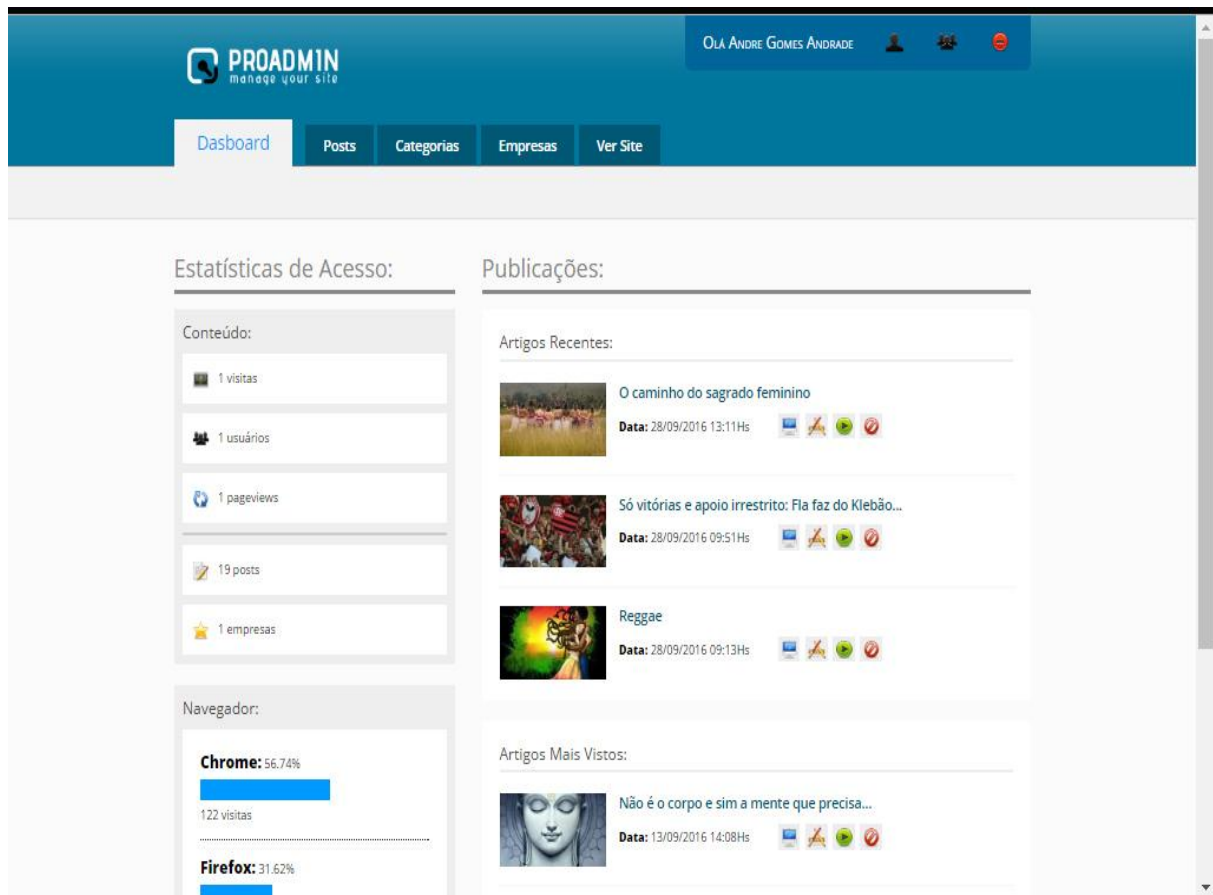 PROADM1N
manage your site
Olá Andre Gomes Andrade
Dasboard
Posts
Categorias
Empresas
Ver Site
Estatísticas de Acesso:
Conteúdo:
1 visitas
1 usuários
1 pageviews
19 posts
1 empresas
Navegador:
Chrome: 56.74%
122 visitas
Firefox: 31.62%
Publicações:
Artigos Recentes:
O caminho do sagrado feminino
Data: 28/09/2016 13:11Hs
Só vitórias e apoio irrestrito: Fla faz do Klebão...
Data: 28/09/2016 09:51Hs
Reggae
Data: 28/09/2016 09:13Hs
Artigos Mais Vistos:
Não é o corpo e sim a mente que precisa...
Data: 13/09/2016 14:08Hs